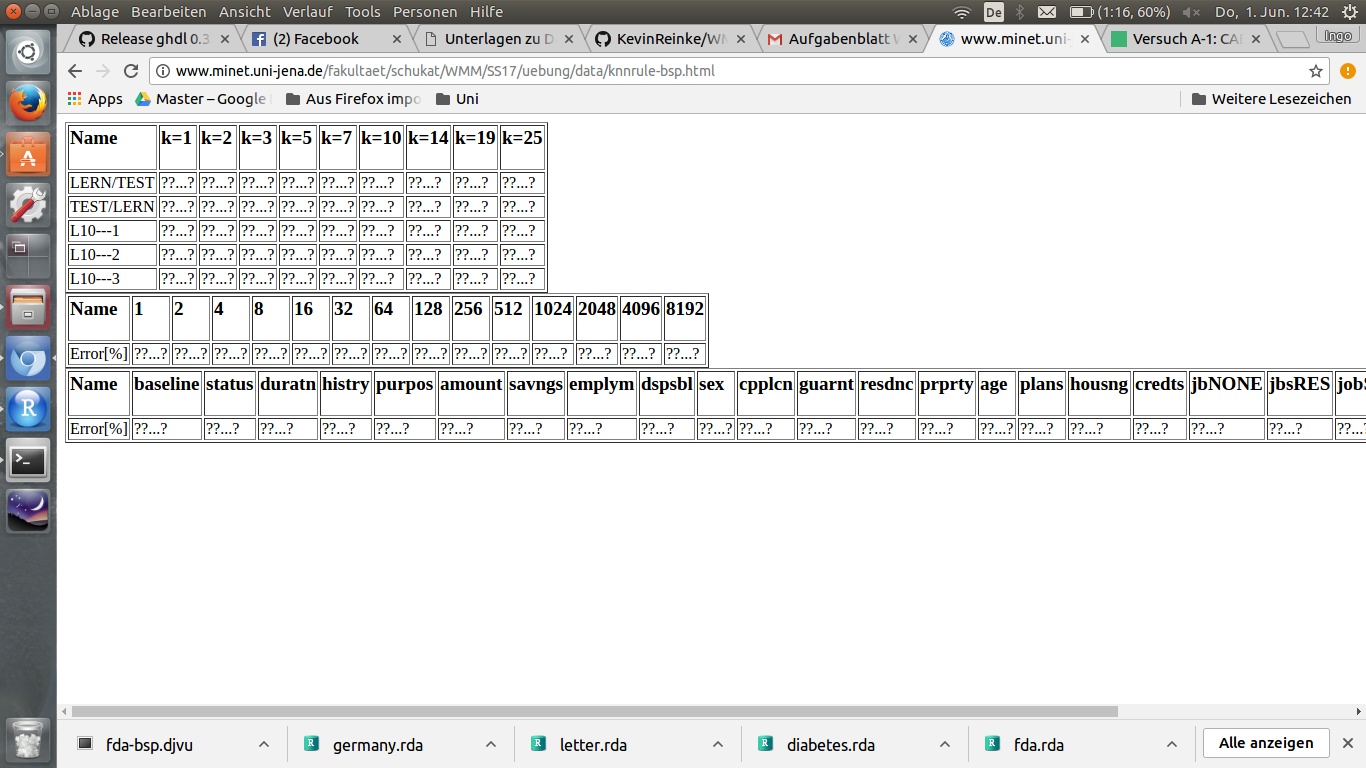 Ablage Bearbeiten Ansicht Verlauf Tools Personen Hilfe De (1:16, 60%) Do, 1. Jun. 12:42
Release ghdl 0.3 (2) Facebook Unterlagen zu D KevinReinke/WM Aufgabenblatt W www.minet.uni- Versuch A-1: CA Ingo
www.minet.uni-jena.de/fakultaet/schukat/WMM/SS17/uebung/data/knnrule-bsp.html
Apps Master – Google Aus Firefox impo Uni Weitere Lesezeichen
Name k=1 k=2 k=3 k=5 k=7 k=10 k=14 k=19 k=25
LERN/TEST ??...? ??...? ??...? ??...? ??...? ??...? ??...? ??...? ??...?
TEST/LERN ??...? ??...? ??...? ??...? ??...? ??...? ??...? ??...? ??...?
L10---1 ??...? ??...? ??...? ??...? ??...? ??...? ??...? ??...? ??...?
L10---2 ??...? ??...? ??...? ??...? ??...? ??...? ??...? ??...? ??...?
L10---3 ??...? ??...? ??...? ??...? ??...? ??...? ??...? ??...? ??...?
Name 1 2 4 8 16 32 64 128 256 512 1024 2048 4096 8192
Error[%] ??...? ??...? ??...? ??...? ??...? ??...? ??...? ??...? ??...? ??...? ??...? ??...? ??...? ??...?
Name baseline status duratn histry purpos amount savngs emplym dspsbl sex cpplcn guarnt resdnc prprty age plans housng credts jbNONE jbsRES jobS
Error[%] ??...? ??...? ??...? ??...? ??...? ??...? ??...? ??...? ??...? ??...? ??...? ??...? ??...? ??...? ??...? ??...? ??...? ??...? ??...? ??...? ??...?
fda-bsp.djvu germany.rda letter.rda diabetes.rda fda.rda Alle anzeigen